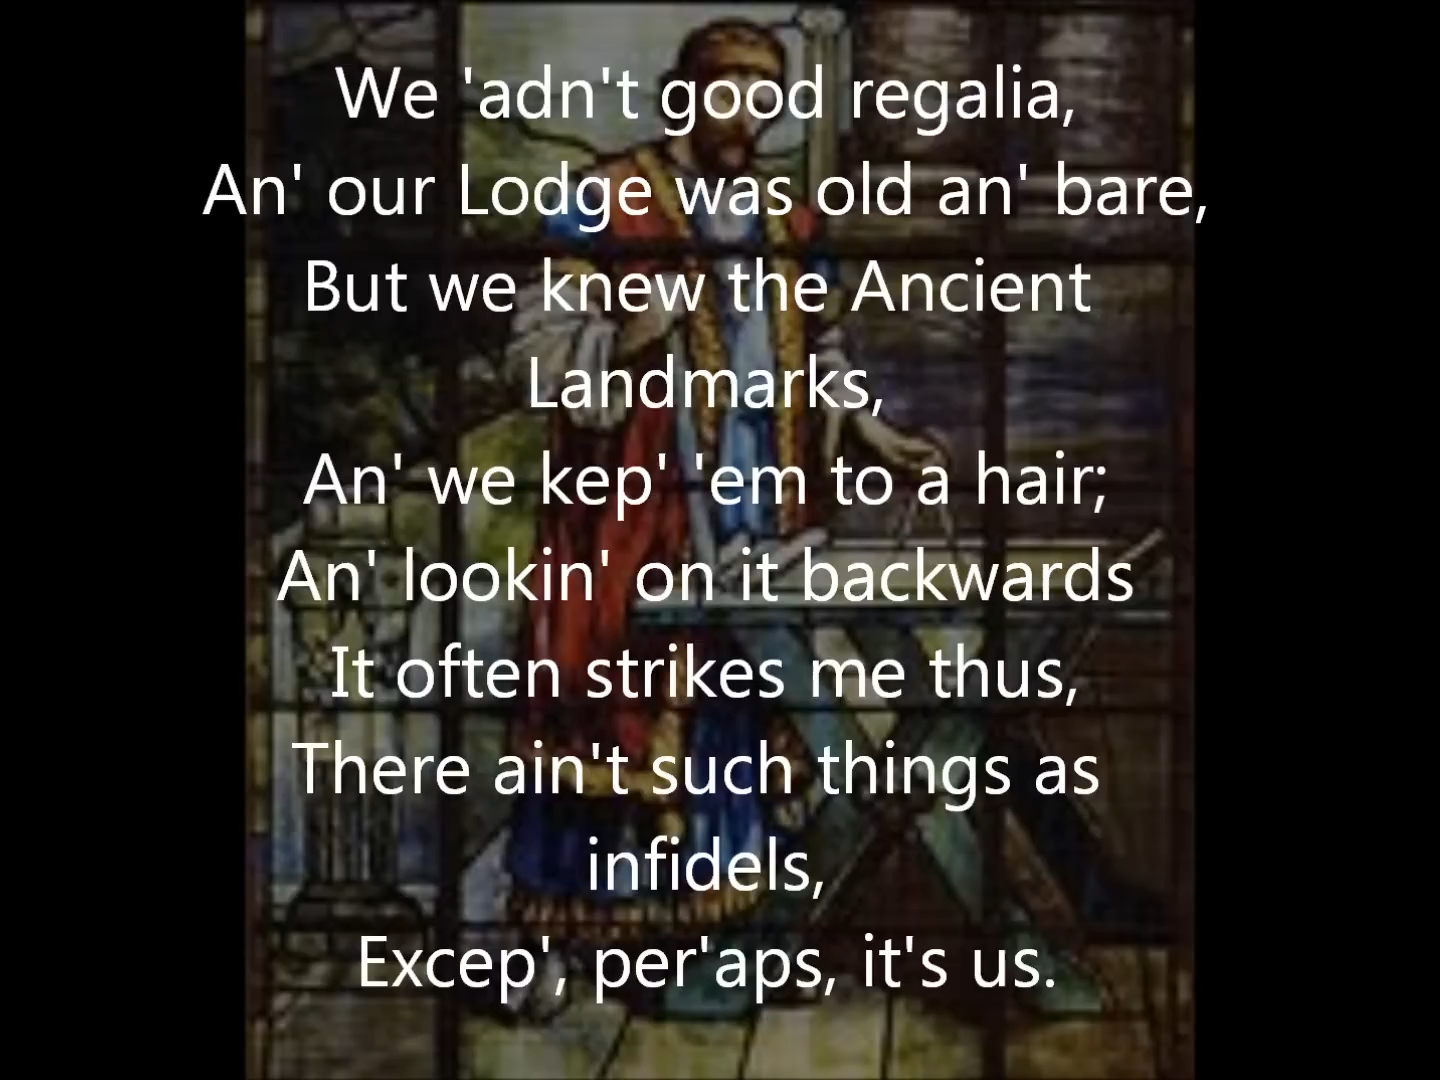 We 'adn't good regalia,
An' our Lodge was old an' bare,
But we knew the Ancient
Landmarks,
An' we kep' 'em to a hair;
An' lookin' on it backwards
It often strikes me thus,
There ain't such things as
infidels,
Excep', per'aps, it's us.